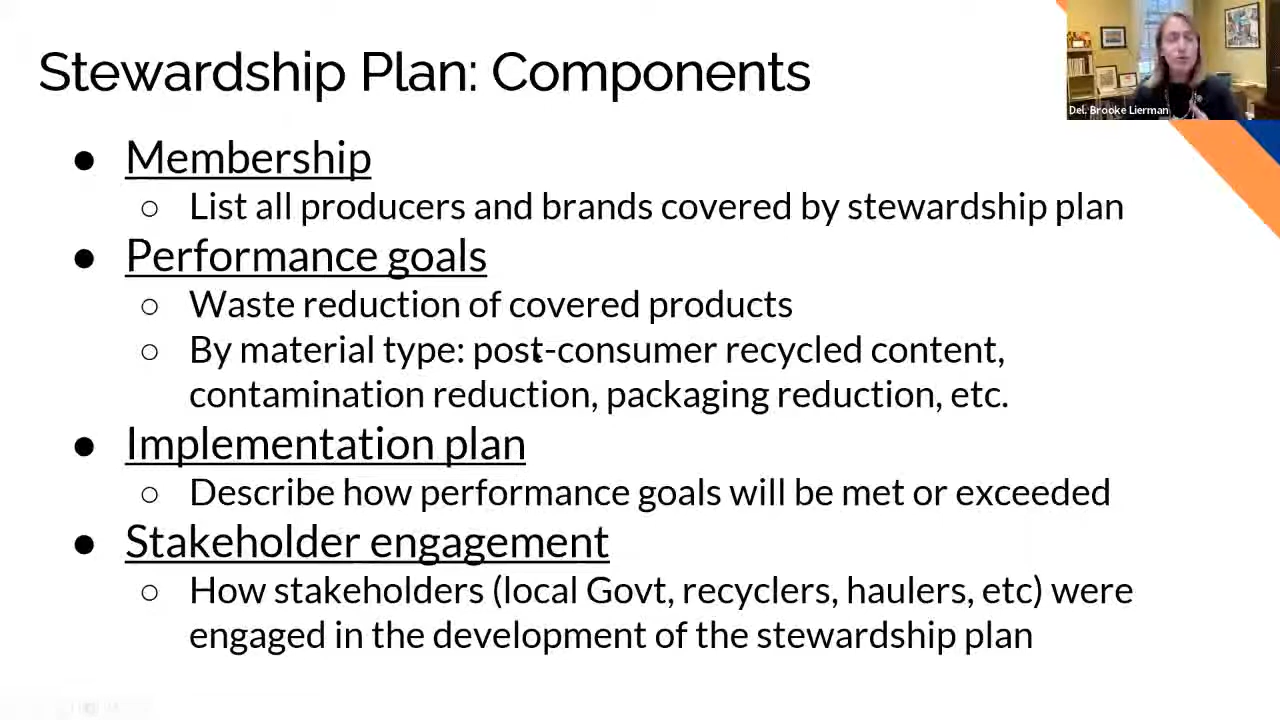 Stewardship Plan: Components
Del. Brooke Lierman
● Membership
○ List all producers and brands covered by stewardship plan
● Performance goals
○ Waste reduction of covered products
○ By material type: post-consumer recycled content,
contamination reduction, packaging reduction, etc.
● Implementation plan
○ Describe how performance goals will be met or exceeded
● Stakeholder engagement
○ How stakeholders (local Govt, recyclers, haulers, etc) were
engaged in the development of the stewardship plan